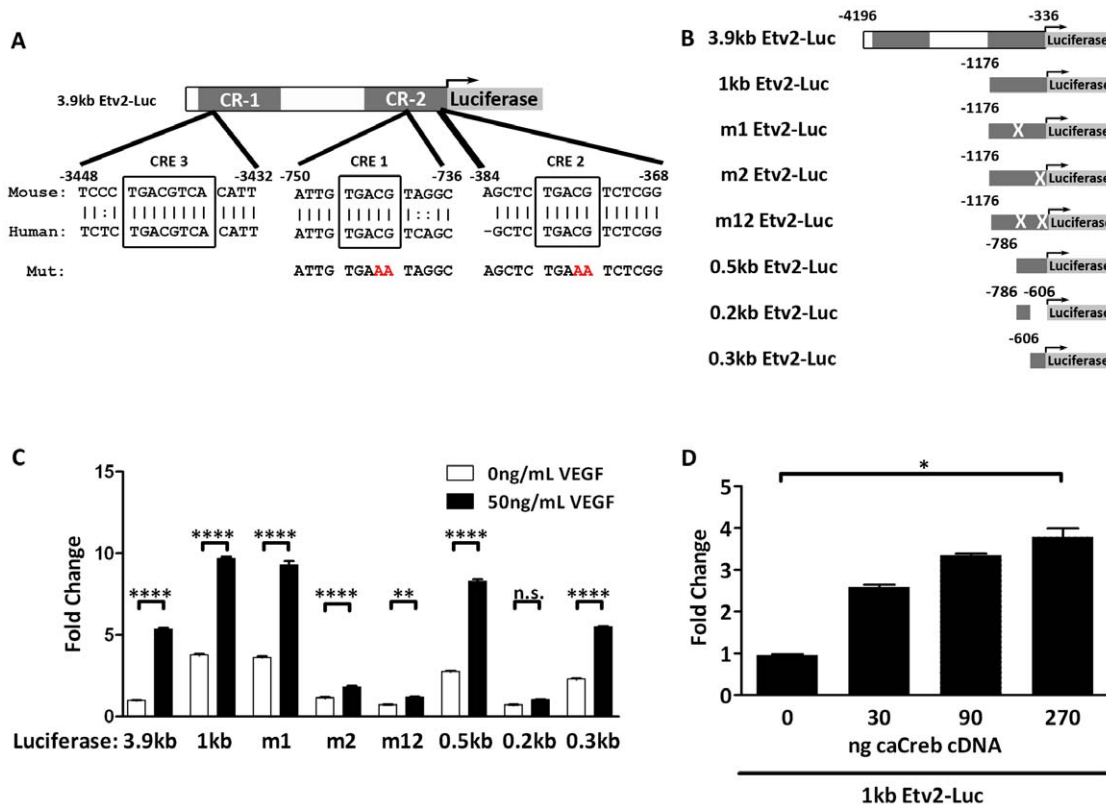 A
3.9kb Etv2-Luc
CR-1
CR-2
Luciferase
-3448
CRE 3
-3432
-750
CRE 1
-736
-384
CRE 2
-368
Mouse: TCCC TGACGTCA CATT ATTG TGACG TAGGC AGCTC TGACG TCTCGG
||:| |||||||| |||| |||| ||||| |::|| |||| ||||| ||||||
Human: TCTC TGACGTCA CATT ATTG TGACG TCAGC -GCTC TGACG TCTCGG
Mut: ATTG TGAAA TAGGC AGCTC TGAAA TCTCGG
B
-4196 -336
3.9kb Etv2-Luc Luciferase
-1176
1kb Etv2-Luc Luciferase
-1176
m1 Etv2-Luc X Luciferase
-1176
m2 Etv2-Luc X Luciferase
-1176
m12 Etv2-Luc X X Luciferase
-786
0.5kb Etv2-Luc Luciferase
-786 -606
0.2kb Etv2-Luc Luciferase
-606
0.3kb Etv2-Luc Luciferase
C
Fold Change
15
10
5
0
0ng/mL VEGF
50ng/mL VEGF
**** **** **** **** ** **** n.s. ****
Luciferase: 3.9kb 1kb m1 m2 m12 0.5kb 0.2kb 0.3kb
D
Fold Change
5
4
3
2
1
0
*
0 30 90 270
ng caCreb cDNA
1kb Etv2-Luc